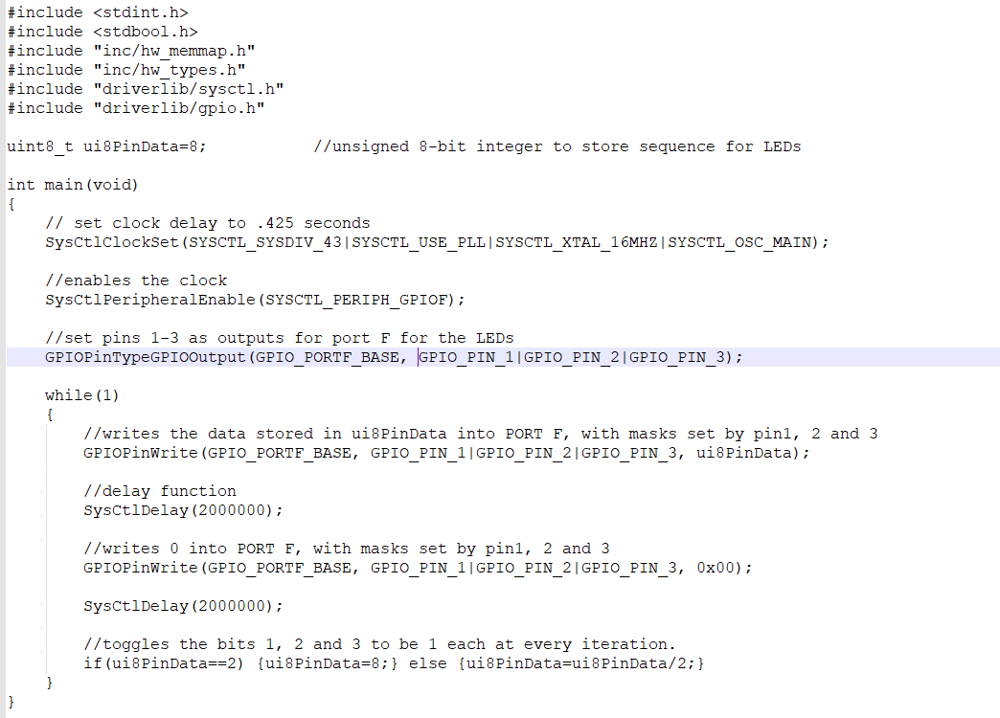 #include <stdint.h>
#include <stdbool.h>
#include "inc/hw_memmap.h"
#include "inc/hw_types.h"
#include "driverlib/sysctl.h"
#include "driverlib/gpio.h"
uint8_t ui8PinData=8; //unsigned 8-bit integer to store sequence for LEDs
int main(void)
{
// set clock delay to .425 seconds
SysCtlClockSet(SYSCTL_SYSDIV_43|SYSCTL_USE_PLL|SYSCTL_XTAL_16MHZ|SYSCTL_OSC_MAIN);
//enables the clock
SysCtlPeripheralEnable(SYSCTL_PERIPH_GPIOF);
//set pins 1-3 as outputs for port F for the LEDs
GPIOPinTypeGPIOOutput(GPIO_PORTF_BASE, GPIO_PIN_1|GPIO_PIN_2|GPIO_PIN_3);
while(1)
{
//writes the data stored in ui8PinData into PORT F, with masks set by pin1, 2 and 3
GPIOPinWrite(GPIO_PORTF_BASE, GPIO_PIN_1|GPIO_PIN_2|GPIO_PIN_3, ui8PinData);
//delay function
SysCtlDelay(2000000);
//writes 0 into PORT F, with masks set by pin1, 2 and 3
GPIOPinWrite(GPIO_PORTF_BASE, GPIO_PIN_1|GPIO_PIN_2|GPIO_PIN_3, 0x00);
SysCtlDelay(2000000);
//toggles the bits 1, 2 and 3 to be 1 each at every iteration.
if(ui8PinData==2) {ui8PinData=8;} else {ui8PinData=ui8PinData/2;}
}
}